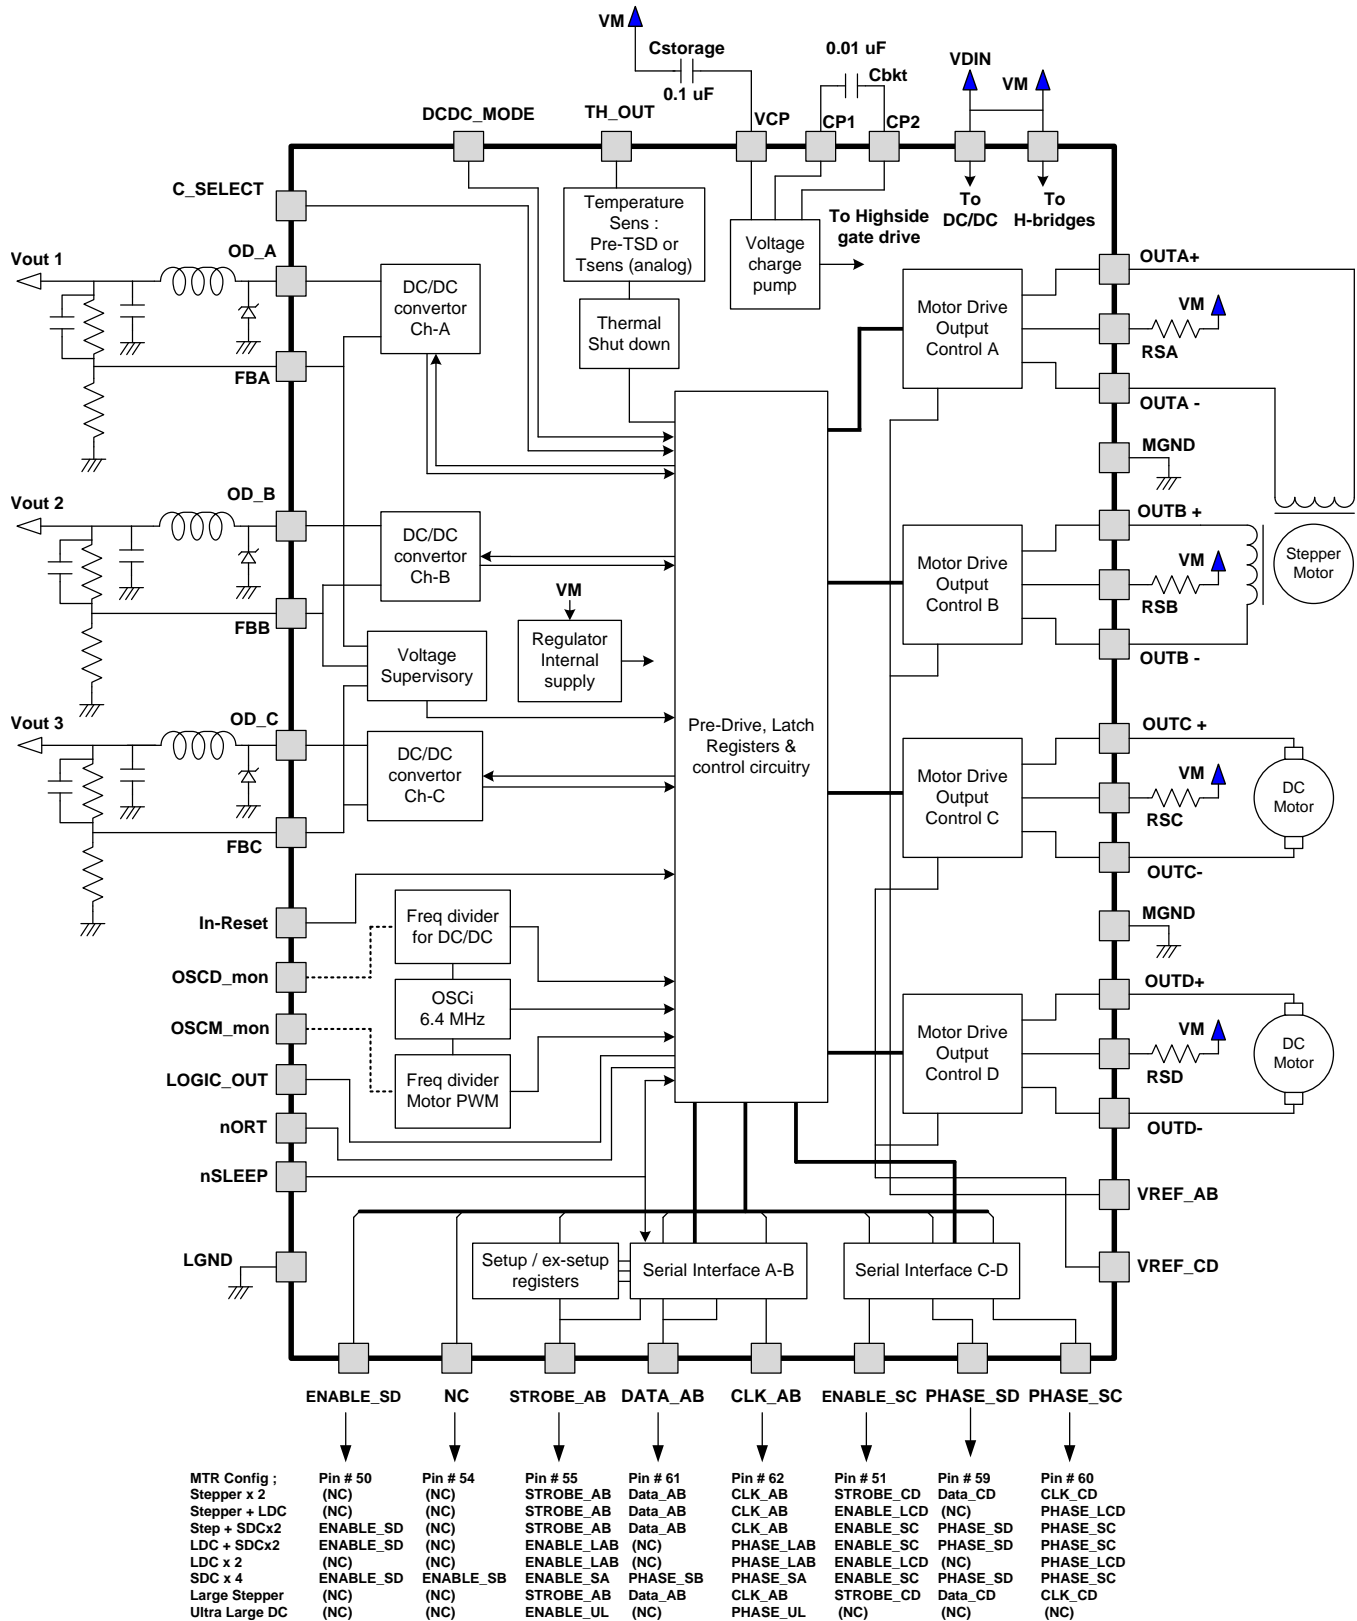 VM
Cstorage
0.1 uF
0.01 uF
Cbkt
VDIN
VM
DCDC_MODE
TH_OUT
VCP
CP1
CP2
C_SELECT
Temperature
Sens :
Pre-TSD or
Tsens (analog)
Thermal
Shut down
Voltage
charge
pump
To Highside
gate drive
To
DC/DC
To
H-bridges
Vout 1
OD_A
FBA
DC/DC
convertor
Ch-A
Motor Drive
Output
Control A
OUTA+
VM
RSA
OUTA -
MGND
Vout 2
OD_B
FBB
DC/DC
convertor
Ch-B
VM
Regulator
Internal
supply
Voltage
Supervisory
Motor Drive
Output
Control B
OUTB +
VM
RSB
OUTB -
Stepper
Motor
Vout 3
OD_C
FBC
DC/DC
convertor
Ch-C
Pre-Drive, Latch
Registers &
control circuitry
Motor Drive
Output
Control C
OUTC +
VM
RSC
OUTC-
DC
Motor
MGND
In-Reset
OSCD_mon
OSCM_mon
LOGIC_OUT
nORT
nSLEEP
LGND
Freq divider
for DC/DC
OSCi
6.4 MHz
Freq divider
Motor PWM
Motor Drive
Output
Control D
OUTD+
VM
RSD
OUTD-
DC
Motor
VREF_AB
VREF_CD
Setup / ex-setup
registers
Serial Interface A-B
Serial Interface C-D
ENABLE_SD NC STROBE_AB DATA_AB CLK_AB ENABLE_SC PHASE_SD PHASE_SC
MTR Config ; Pin # 50 Pin # 54 Pin # 55 Pin # 61 Pin # 62 Pin # 51 Pin # 59 Pin # 60
Stepper x 2 (NC) (NC) STROBE_AB Data_AB CLK_AB STROBE_CD Data_CD CLK_CD
Stepper + LDC (NC) (NC) STROBE_AB Data_AB CLK_AB ENABLE_LCD (NC) PHASE_LCD
Step + SDCx2 ENABLE_SD (NC) STROBE_AB Data_AB CLK_AB ENABLE_SC PHASE_SD PHASE_SC
LDC + SDCx2 ENABLE_SD (NC) ENABLE_LAB (NC) PHASE_LAB ENABLE_SC PHASE_SD PHASE_SC
LDC x 2 (NC) (NC) ENABLE_LAB (NC) PHASE_LAB ENABLE_LCD (NC) PHASE_LCD
SDC x 4 ENABLE_SD ENABLE_SB ENABLE_SA PHASE_SB PHASE_SA ENABLE_SC PHASE_SD PHASE_SC
Large Stepper (NC) (NC) STROBE_AB Data_AB CLK_AB STROBE_CD Data_CD CLK_CD
Ultra Large DC (NC) (NC) ENABLE_UL (NC) PHASE_UL (NC) (NC) (NC)